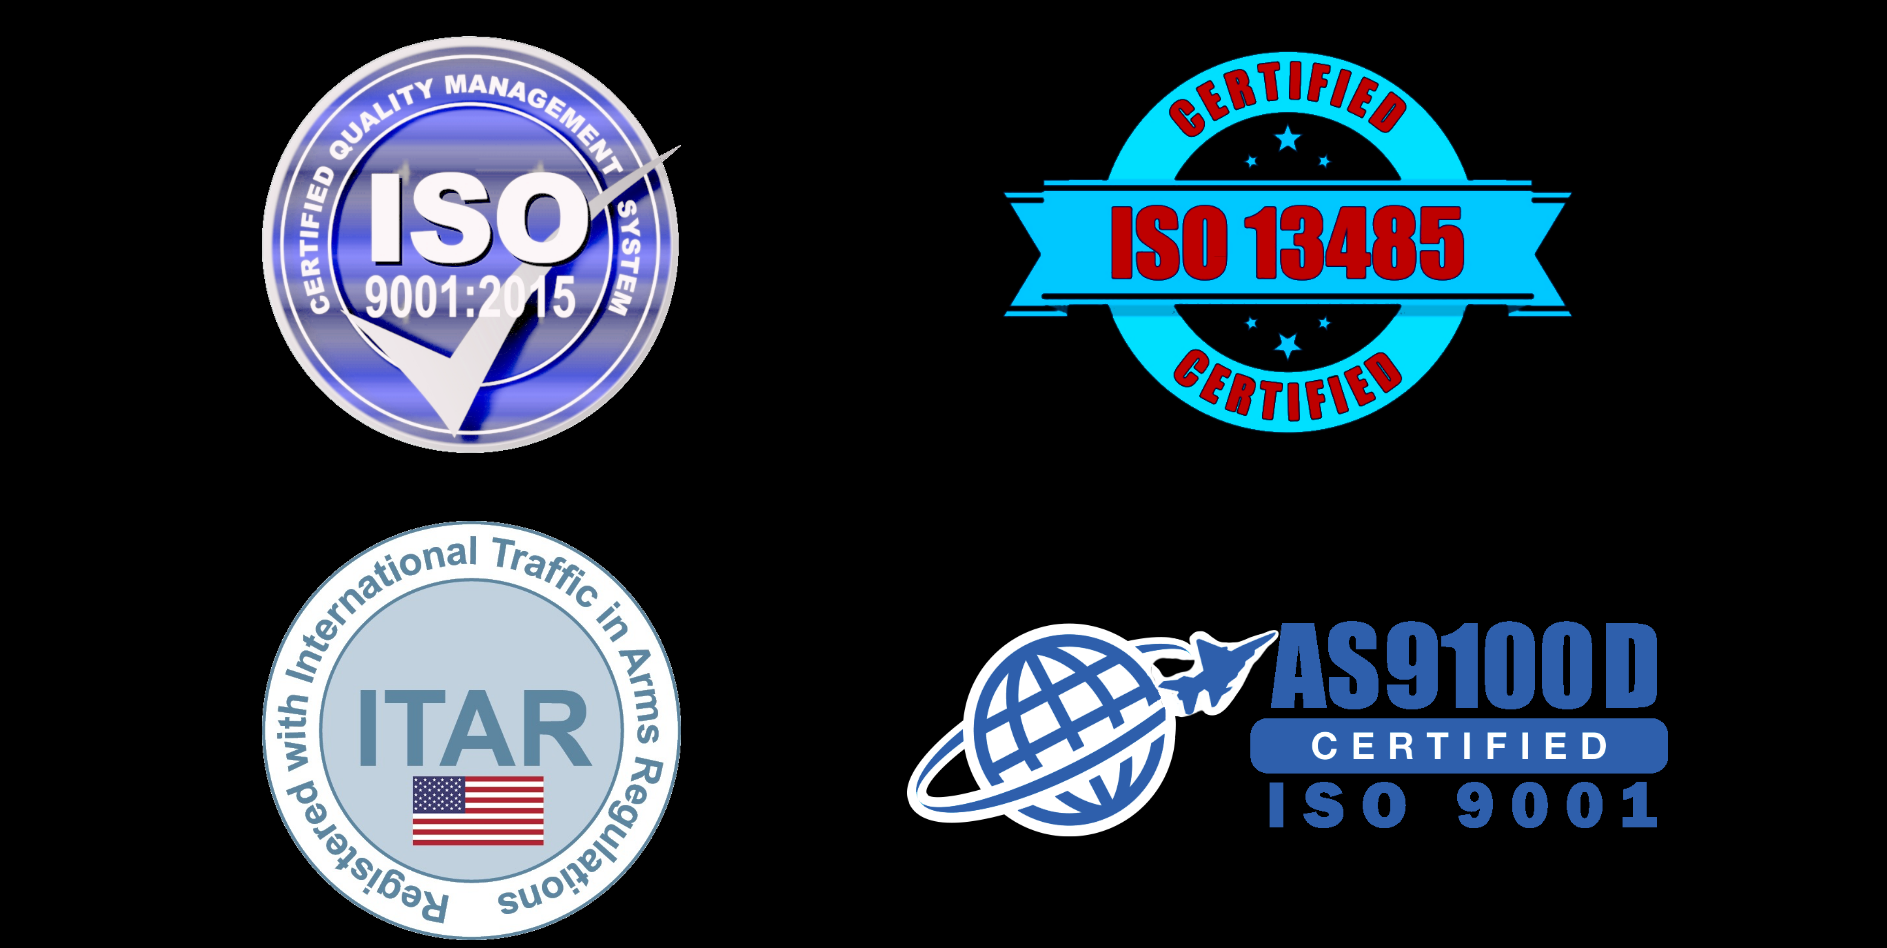 CERTIFIED QUALITY MANAGEMENT SYSTEM
ISO
9001:2015
CERTIFIED
ISO 13485
CERTIFIED
Registered with International Traffic in Arms Regulations
ITAR
AS9100D
CERTIFIED
ISO 9001